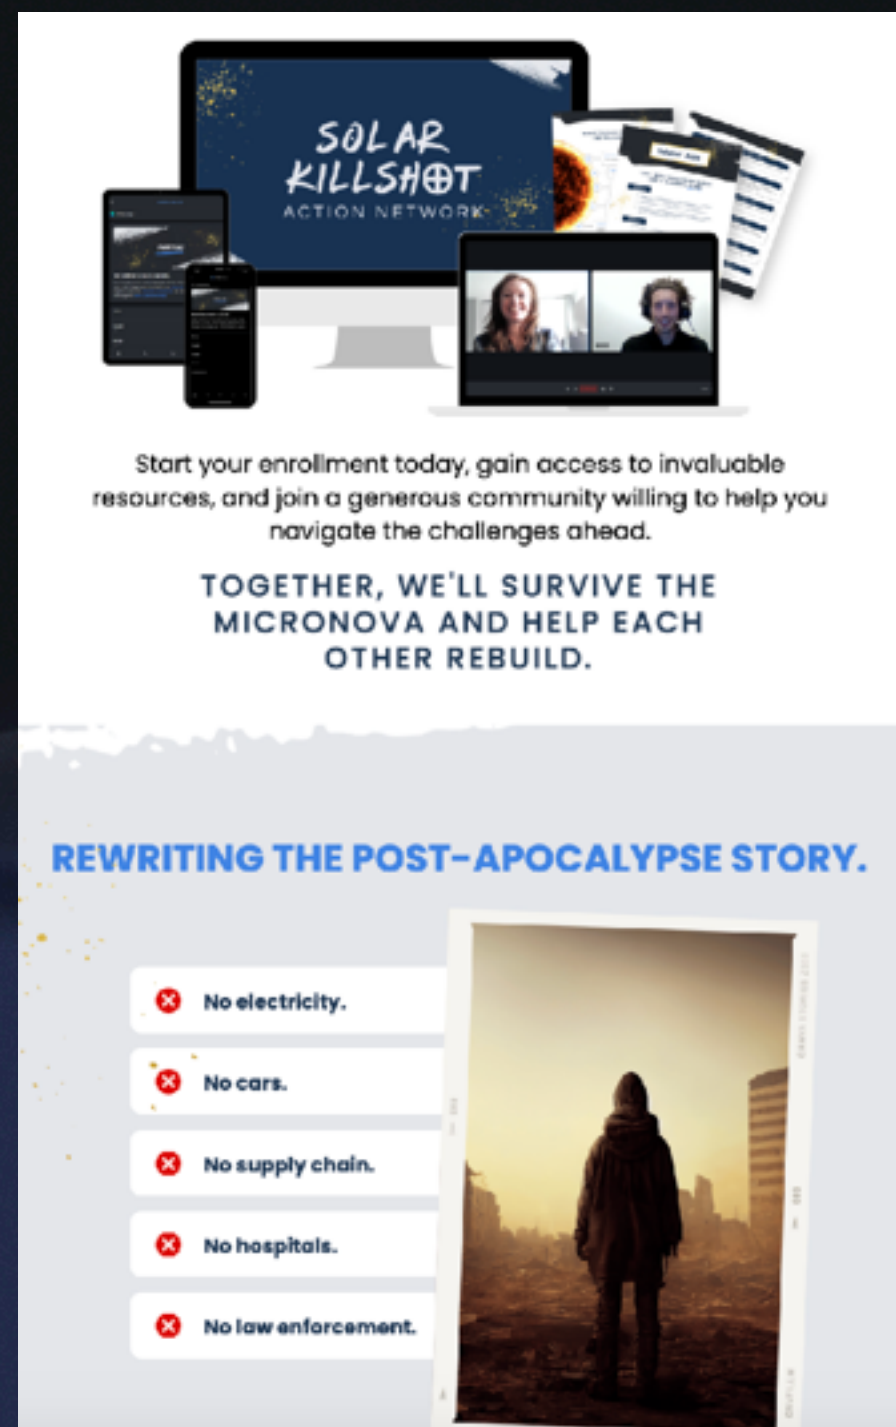 SOLAR
KILLSHOT
ACTION NETWORK
Start your enrollment today, gain access to invaluable
resources, and join a generous community willing to help you
navigate the challenges ahead.
TOGETHER, WE'LL SURVIVE THE
MICRONOVA AND HELP EACH
OTHER REBUILD.
REWRITING THE POST-APOCALYPSE STORY.
No electricity.
No cars.
No supply chain.
No hospitals.
No law enforcement.